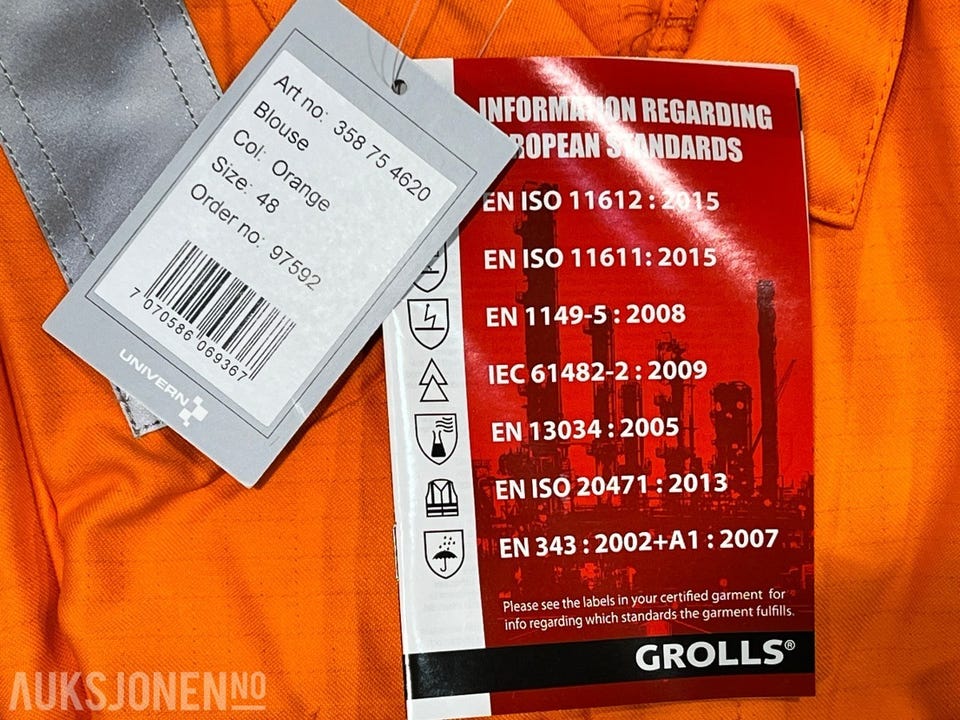 Art no: 358 75 4620
Blouse
Col: Orange
Size: 48
Order no: 97592
7 070586 069367
UNIVERN
INFORMATION REGARDING
EUROPEAN STANDARDS
EN ISO 11612 : 2015
EN ISO 11611: 2015
EN 1149-5 : 2008
IEC 61482-2 : 2009
EN 13034 : 2005
EN ISO 20471 : 2013
EN 343 : 2002+A1 : 2007
Please see the labels in your certified garment for
info regarding which standards the garment fulfills.
GROLLS®
AUKSJONEN NO